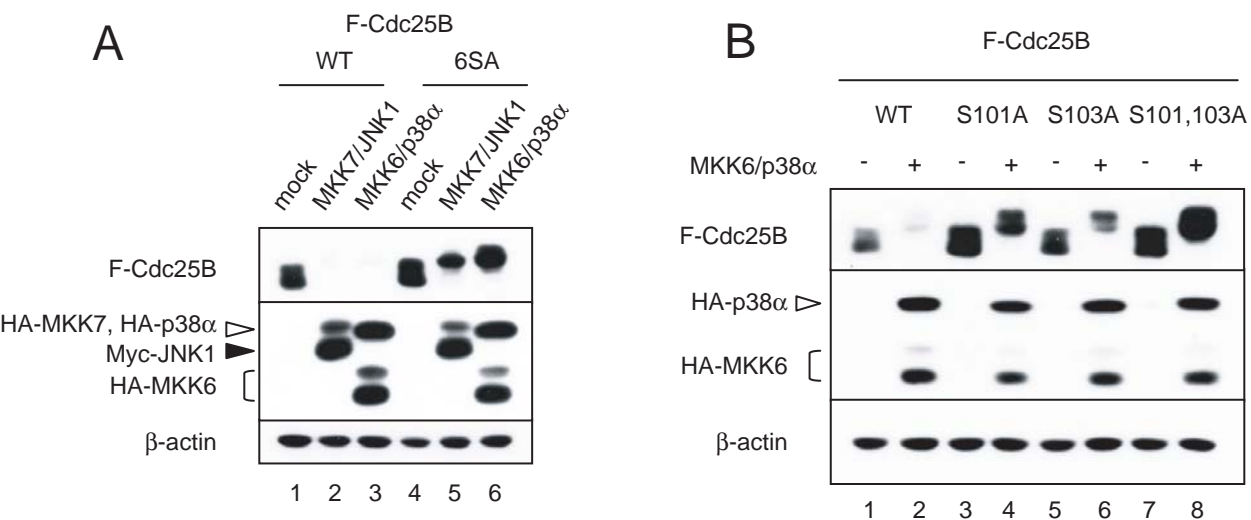 A
F-Cdc25B
WT 6SA
mock MKK7/JNK1 MKK6/p38α mock MKK7/JNK1 MKK6/p38α
F-Cdc25B
HA-MKK7, HA-p38α
Myc-JNK1
HA-MKK6
β-actin
1 2 3 4 5 6
B
F-Cdc25B
WT S101A S103A S101,103A
MKK6/p38α - + - + - + - +
F-Cdc25B
HA-p38α
HA-MKK6
β-actin
1 2 3 4 5 6 7 8